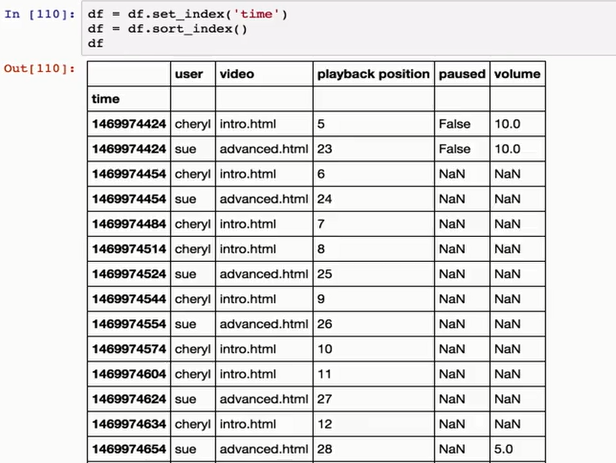 In [110]: df = df.set_index('time')
df = df.sort_index()
df
Out[110]:
user video playback position paused volume
time
1469974424 cheryl intro.html 5 False 10.0
1469974424 sue advanced.html 23 False 10.0
1469974454 cheryl intro.html 6 NaN NaN
1469974454 sue advanced.html 24 NaN NaN
1469974484 cheryl intro.html 7 NaN NaN
1469974514 cheryl intro.html 8 NaN NaN
1469974524 sue advanced.html 25 NaN NaN
1469974544 cheryl intro.html 9 NaN NaN
1469974554 sue advanced.html 26 NaN NaN
1469974574 cheryl intro.html 10 NaN NaN
1469974604 cheryl intro.html 11 NaN NaN
1469974624 sue advanced.html 27 NaN NaN
1469974634 cheryl intro.html 12 NaN NaN
1469974654 sue advanced.html 28 NaN 5.0